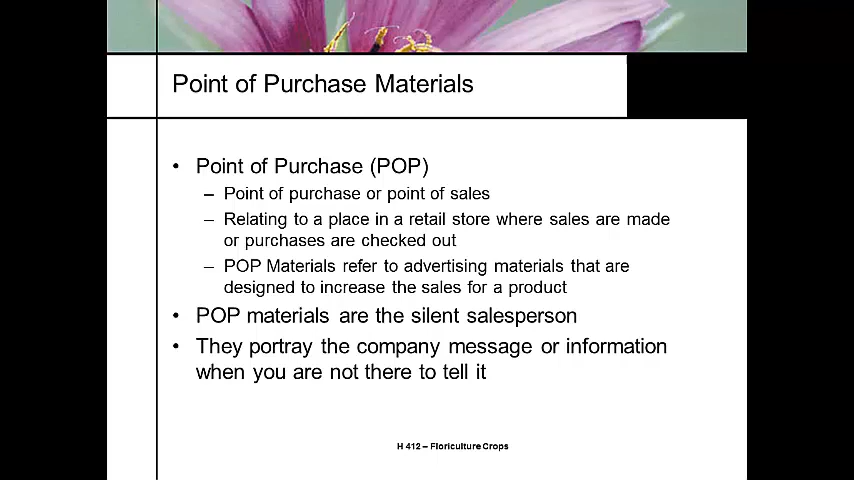 Point of Purchase Materials
• Point of Purchase (POP)
– Point of purchase or point of sales
– Relating to a place in a retail store where sales are made
or purchases are checked out
– POP Materials refer to advertising materials that are
designed to increase the sales for a product
• POP materials are the silent salesperson
• They portray the company message or information
when you are not there to tell it
H 412 – Floriculture Crops